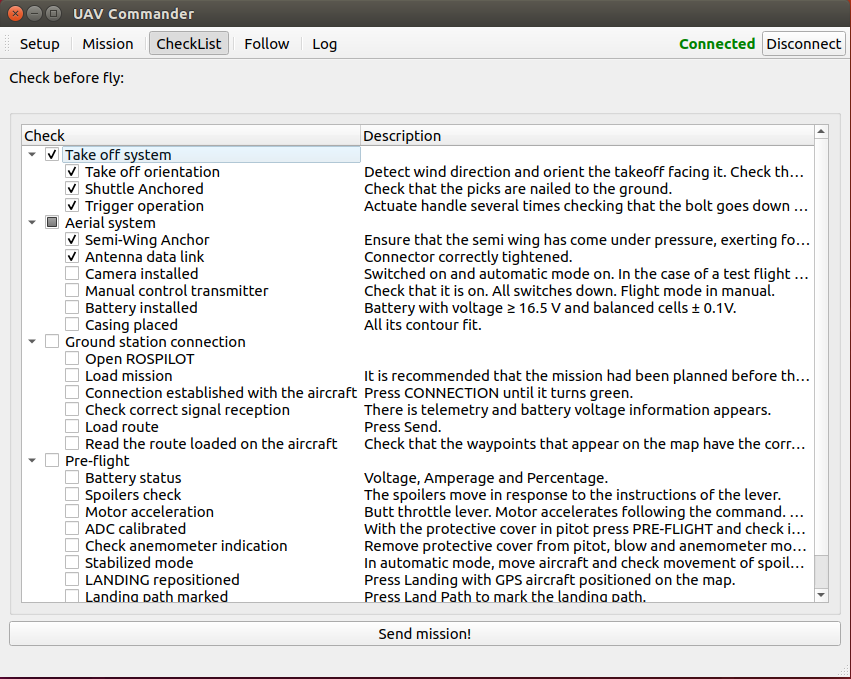 UAV Commander
Setup Mission CheckList Follow Log Connected Disconnect
Check before fly:
Check Description
Take off system
Take off orientation Detect wind direction and orient the takeoff facing it. Check th...
Shuttle Anchored Check that the picks are nailed to the ground.
Trigger operation Actuate handle several times checking that the bolt goes down ...
Aerial system
Semi-Wing Anchor Ensure that the semi wing has come under pressure, exerting fo...
Antenna data link Connector correctly tightened.
Camera installed Switched on and automatic mode on. In the case of a test flight ...
Manual control transmitter Check that it is on. All switches down. Flight mode in manual.
Battery installed Battery with voltage ≥ 16.5 V and balanced cells ± 0.1V.
Casing placed All its contour fit.
Ground station connection
Open ROSPILOT
Load mission It is recommended that the mission had been planned before th...
Connection established with the aircraft Press CONNECTION until it turns green.
Check correct signal reception There is telemetry and battery voltage information appears.
Load route Press Send.
Read the route loaded on the aircraft Check that the waypoints that appear on the map have the corr...
Pre-flight
Battery status Voltage, Amperage and Percentage.
Spoilers check The spoilers move in response to the instructions of the lever.
Motor acceleration Butt throttle lever. Motor accelerates following the command. ...
ADC calibrated With the protective cover in pitot press PRE-FLIGHT and check i...
Check anemometer indication Remove protective cover from pitot, blow and anemometer mo...
Stabilized mode In automatic mode, move aircraft and check movement of spoil...
LANDING repositioned Press Landing with GPS aircraft positioned on the map.
Landing path marked Press Land Path to mark the landing path.
Send mission!